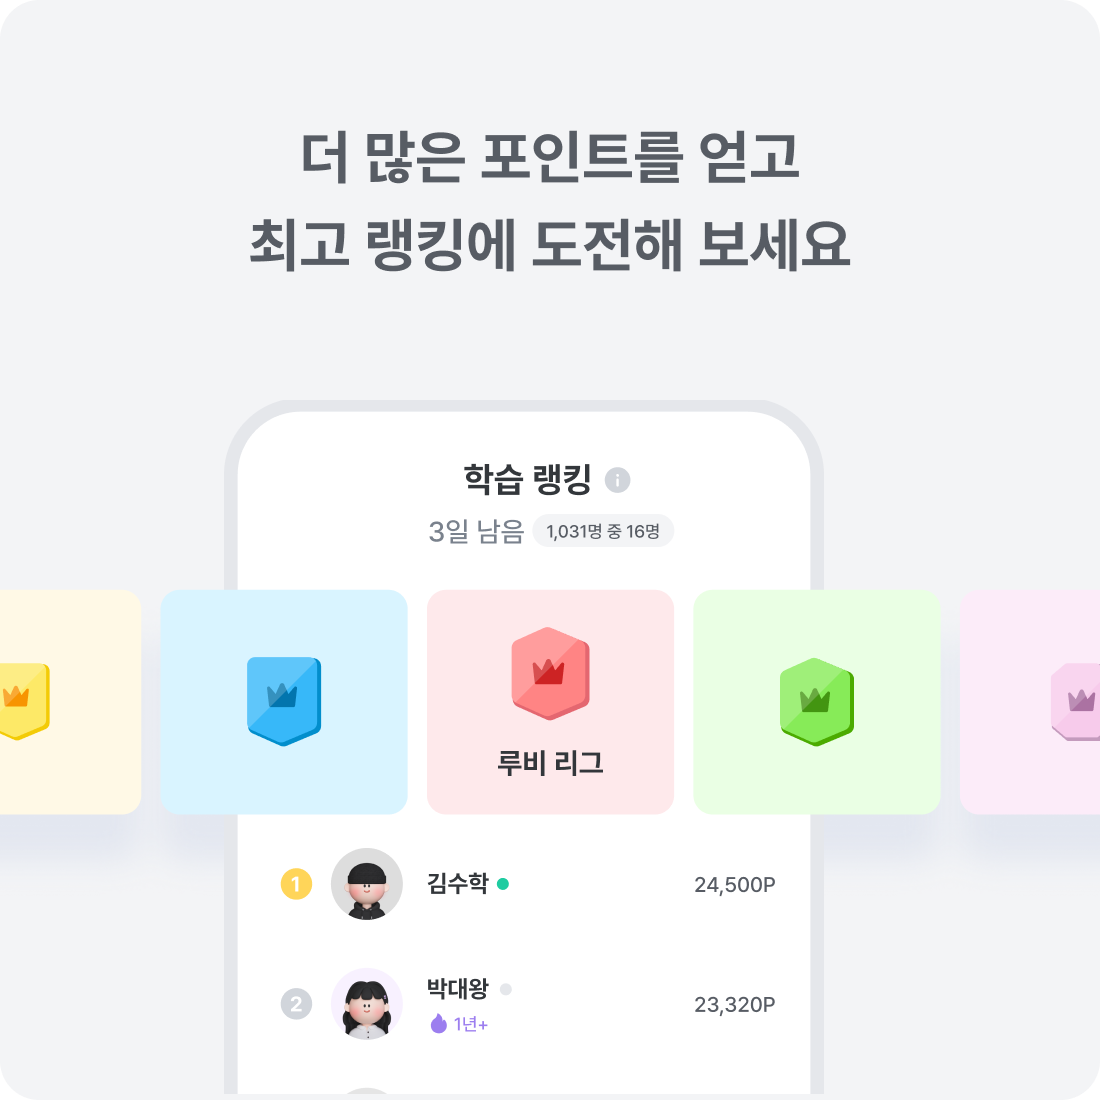 더 많은 포인트를 얻고
최고 랭킹에 도전해 보세요
학습 랭킹 i
3일 남음 1,031명 중 16명
루비 리그
1 김수학 24,500P
2 박대왕 23,320P
1년+